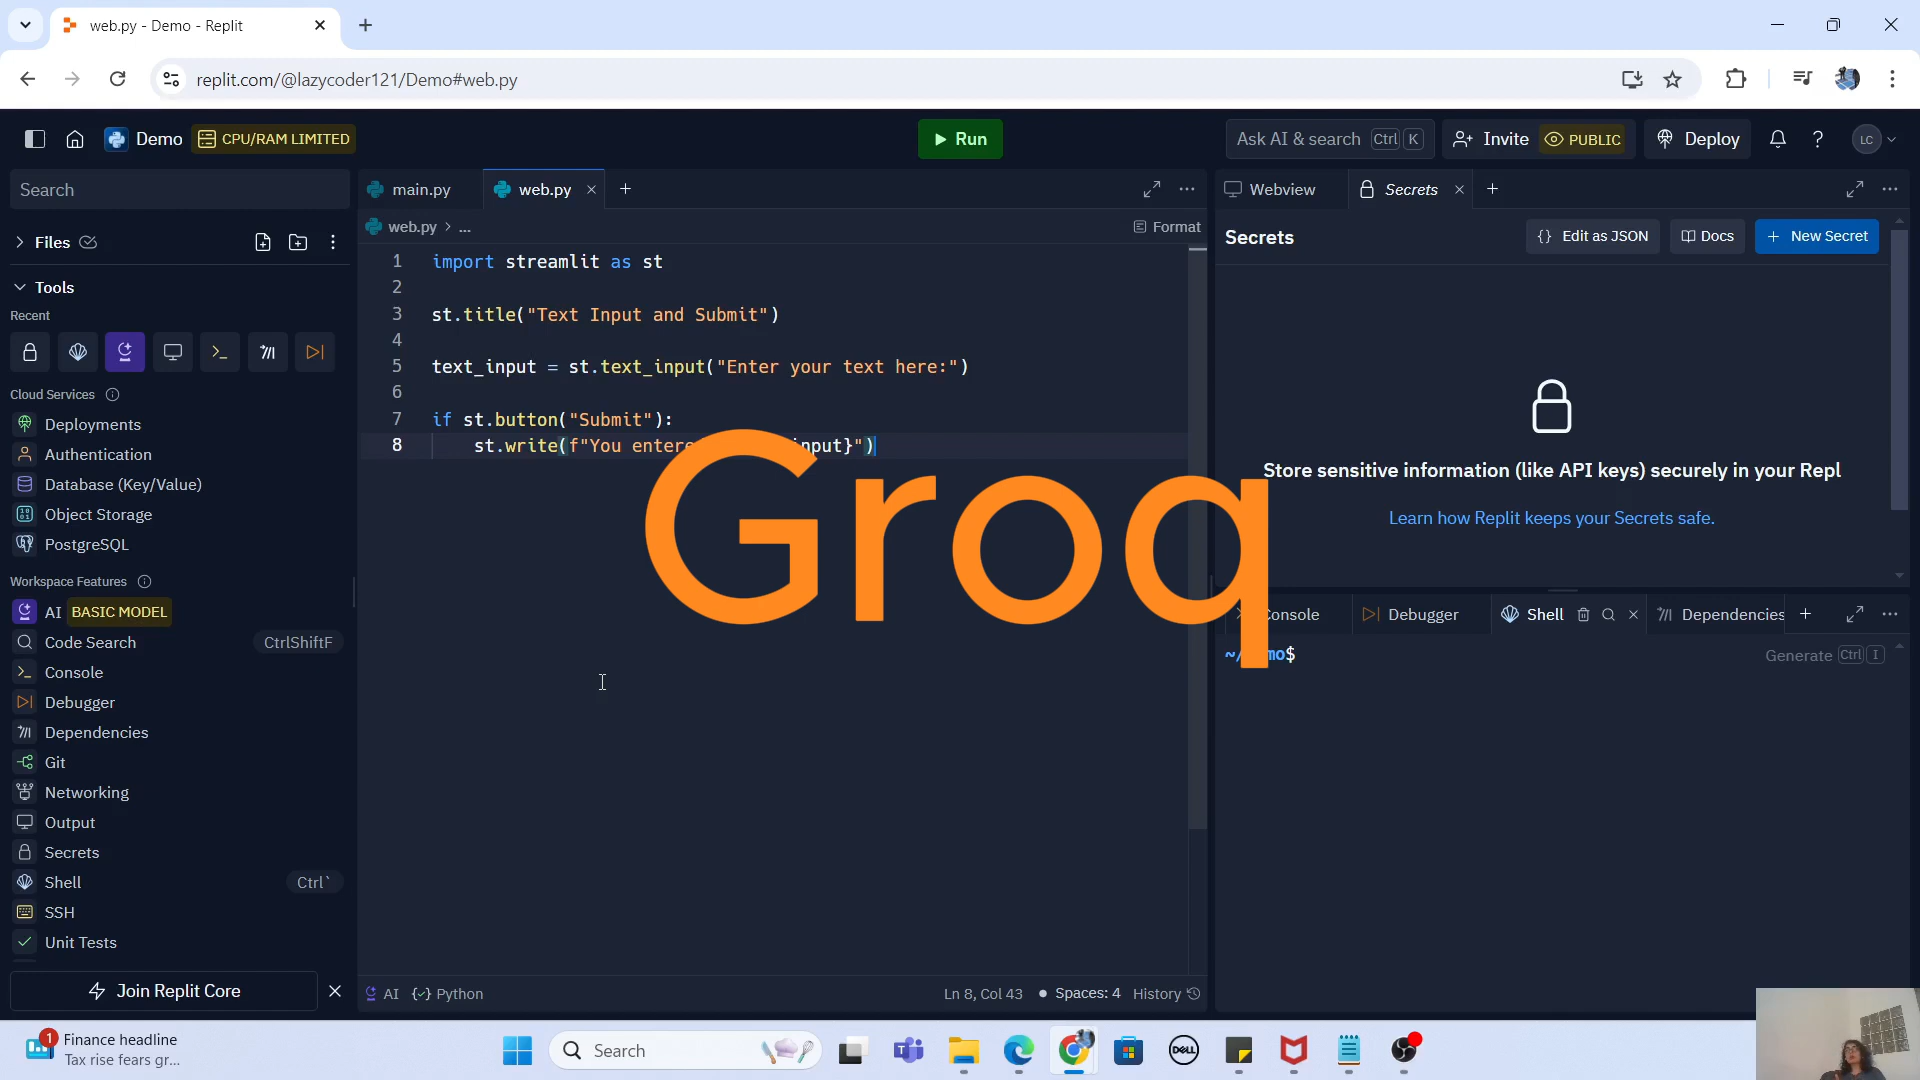 web.py - Demo - Replit
replit.com/@lazycoder121/Demo#web.py
Demo
CPU/RAM LIMITED
Run
Ask AI & search Ctrl K
Invite
PUBLIC
Deploy
LC
Search
Files
Tools
Recent
Cloud Services
Deployments
Authentication
Database (Key/Value)
Object Storage
PostgreSQL
Workspace Features
AI BASIC MODEL
Code Search CtrlShiftF
Console
Debugger
Dependencies
Git
Networking
Output
Secrets
Shell Ctrl`
SSH
Unit Tests
Join Replit Core
main.py
web.py
web.py > ...
Format
1 import streamlit as st
2
3 st.title("Text Input and Submit")
4
5 text_input = st.text_input("Enter your text here:")
6
7 if st.button("Submit"):
8 st.write(f"You entere input}")
Groq
AI
Python
Ln 8, Col 43
Spaces: 4
History
Webview
Secrets
Secrets
Edit as JSON
Docs
New Secret
Store sensitive information (like API keys) securely in your Repl
Learn how Replit keeps your Secrets safe.
Console
Debugger
Shell
Dependencies
~/ mo$
Generate Ctrl I
1
Finance headline
Tax rise fears gr...
Search
DELL